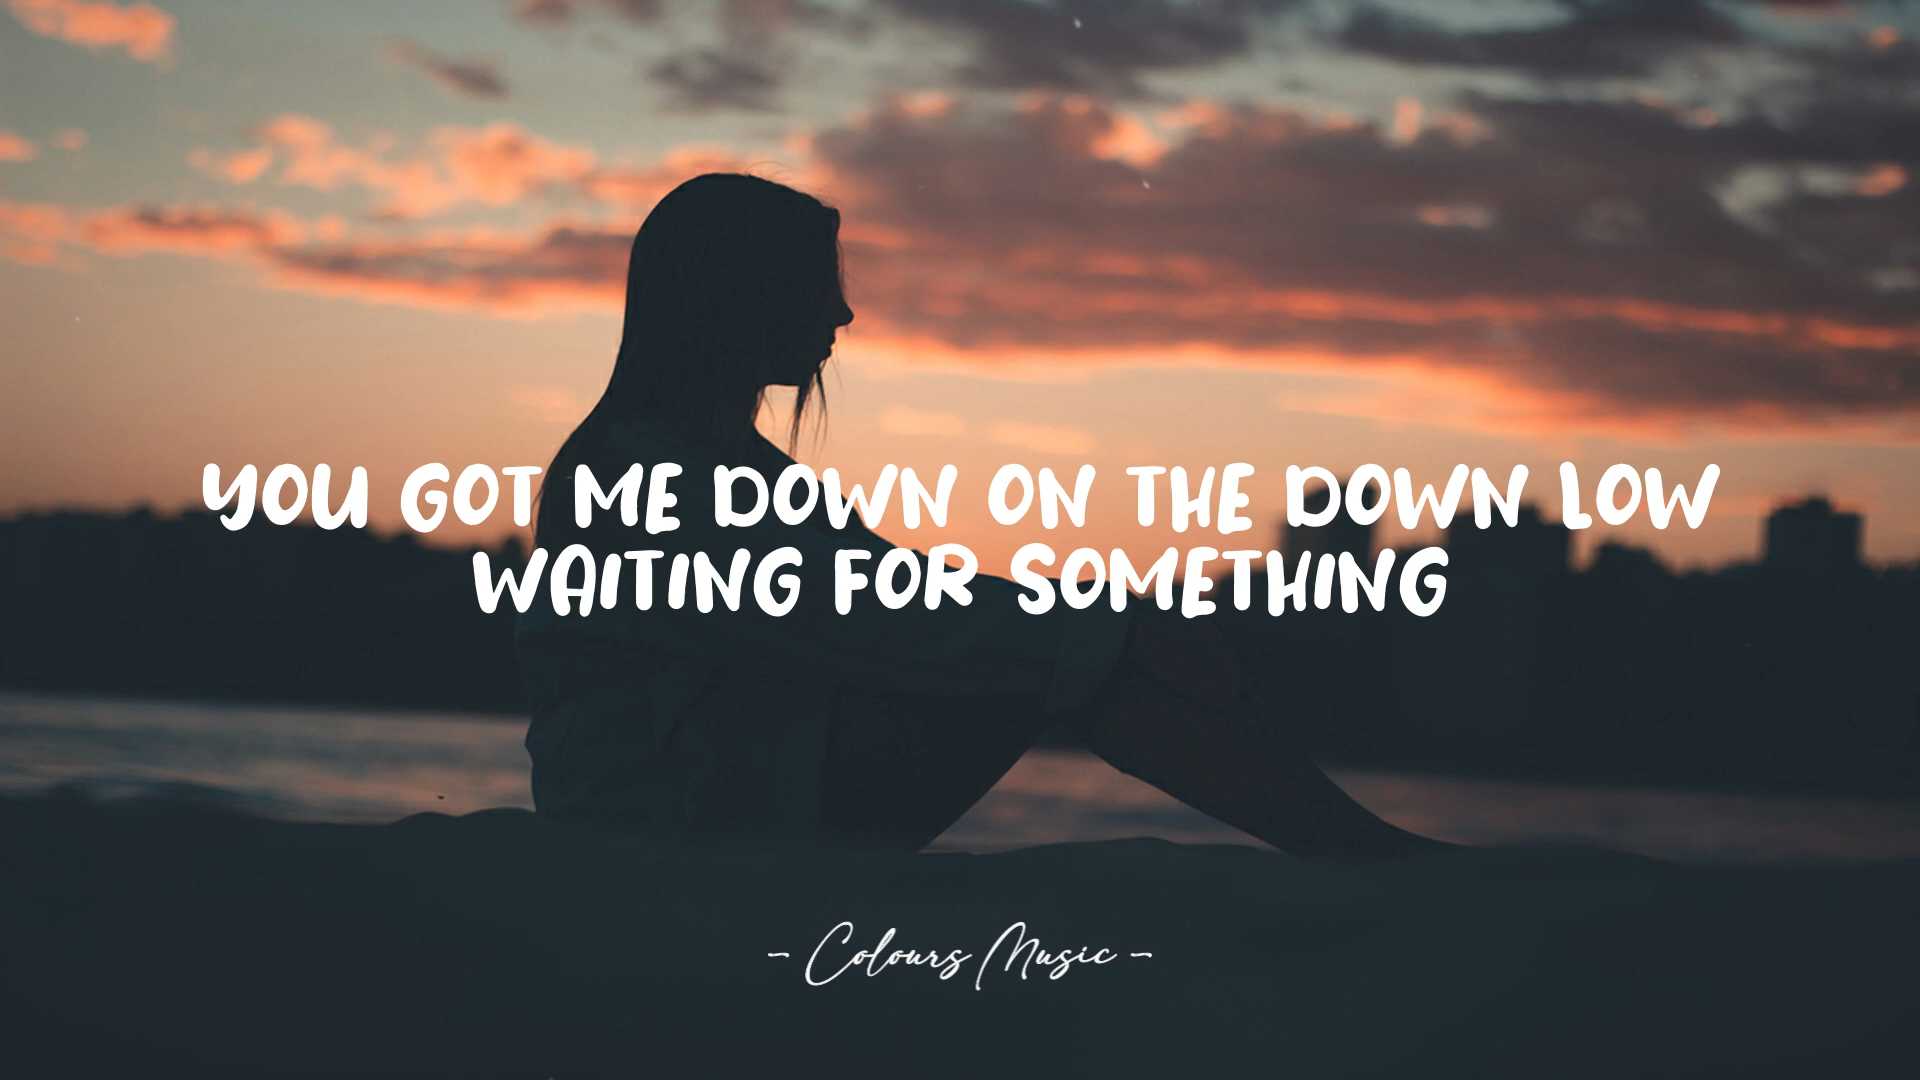 YOU GOT ME DOWN ON THE DOWN LOW
WAITING FOR SOMETHING
- Colours Music -